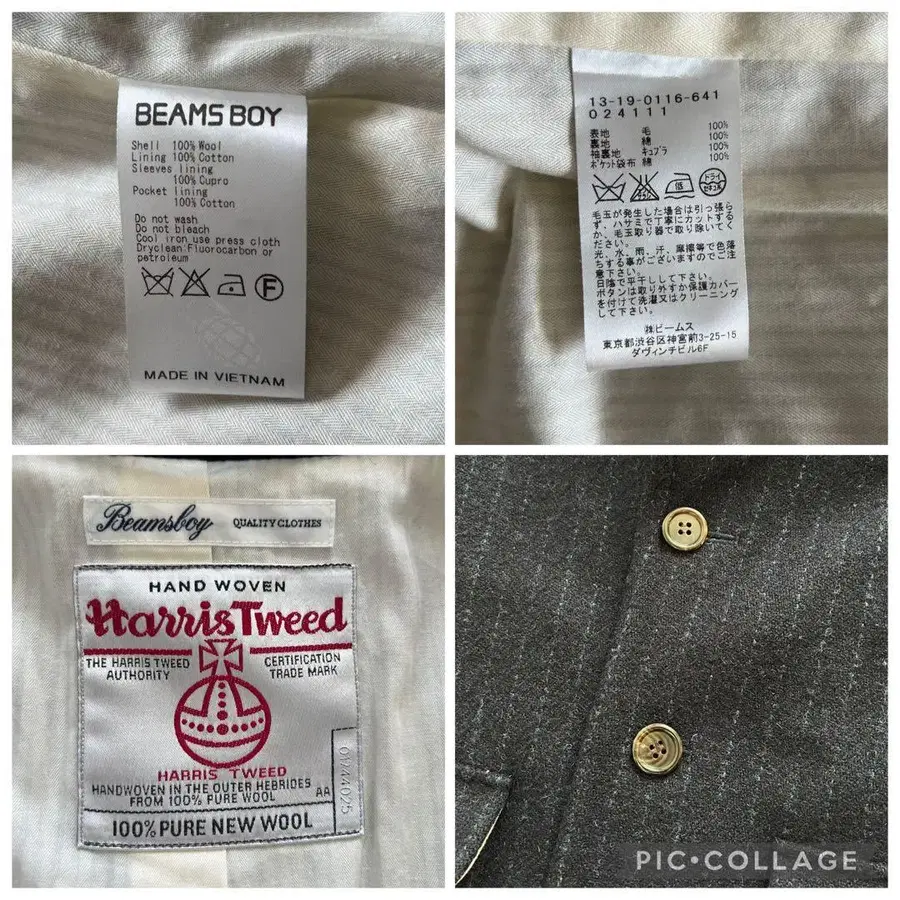 BEAMS BOY
Shell 100% Wool
Lining 100% Cotton
Sleeves lining
100% Cupro
Pocket lining
100% Cotton
Do not wash
Do not bleach
Cool iron use press cloth
Dryclean:Fluorocarbon or
petroleum
F
MADE IN VIETNAM
13-19-0116-641
024111
表地 毛 100%
裏地 綿 100%
袖裏地 キュプラ 100%
ポケット袋布 綿 100%
低
ドライ
セキユ系
毛玉が発生した場合は引っ張ら
ず、ハサミで丁寧にカットする
か、毛玉取り器で取り除いてく
ださい。
光、水、雨、汗、摩擦等で色落
ちする事がございますのでご注
意下さい。
日陰で平干しして下さい。
ボタンは取り外すか保護カバー
を付けて洗濯又はクリーニング
して下さい。
㈱ビームス
東京都渋谷区神宮前3-25-15
ダヴィンチビル6F
Beamsboy QUALITY CLOTHES
HAND WOVEN
Harris Tweed
THE HARRIS TWEED CERTIFICATION
AUTHORITY TRADE MARK
HARRIS TWEED
HANDWOVEN IN THE OUTER HEBRIDES
FROM 100% PURE WOOL AA
100% PURE NEW WOOL
PIC•COLLAGE